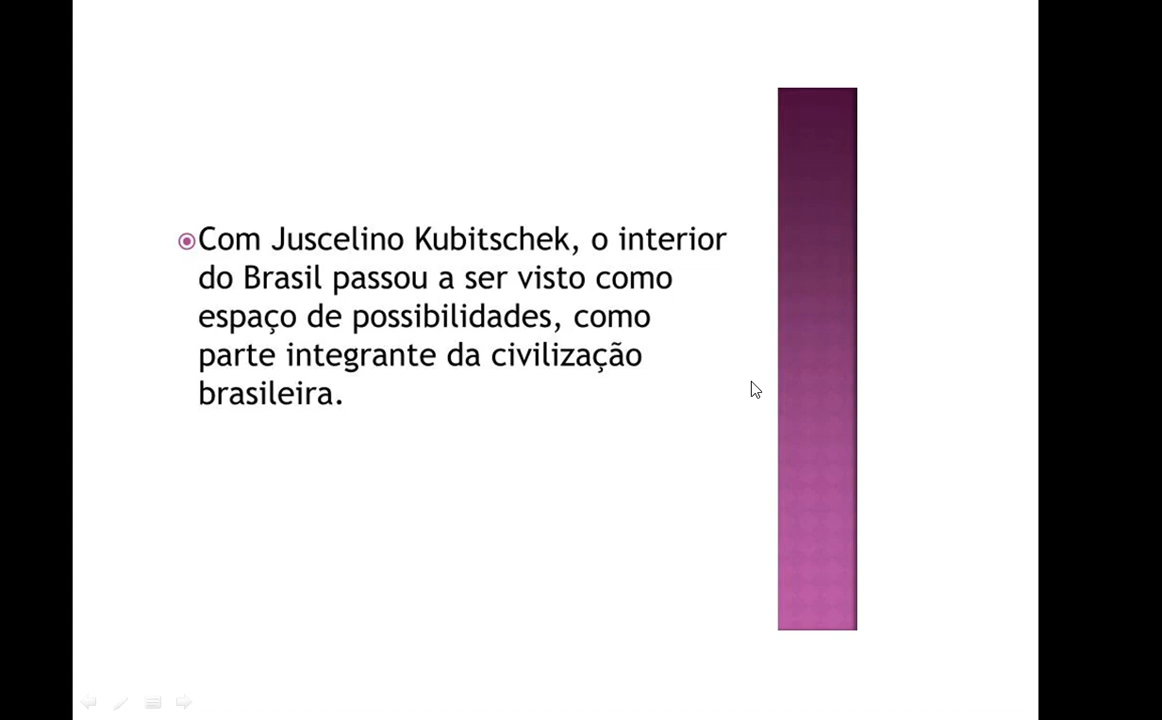 Com Juscelino Kubitschek, o interior
do Brasil passou a ser visto como
espaço de possibilidades, como
parte integrante da civilização
brasileira.